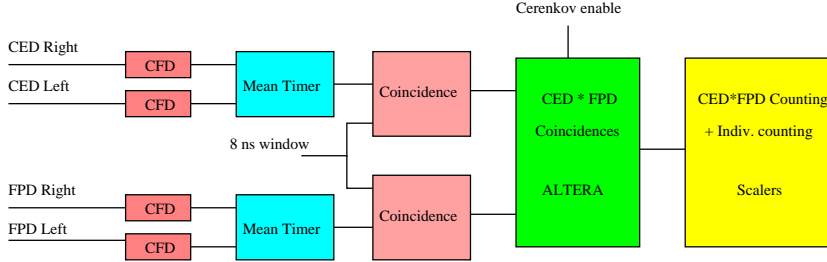 Cerenkov enable
CED Right
CFD
CED Left
CFD
Mean Timer
Coincidence
CED * FPD
Coincidences
ALTERA
CED*FPD Counting
+ Indiv. counting
Scalers
8 ns window
FPD Right
CFD
FPD Left
CFD
Mean Timer
Coincidence